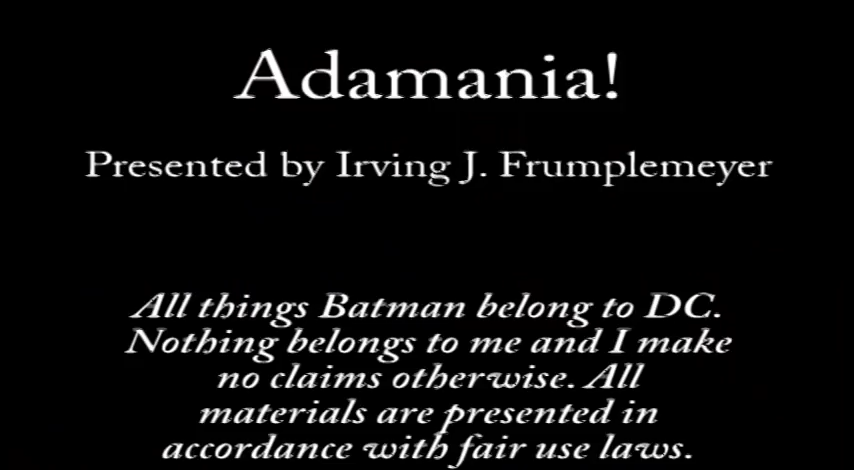 Adamania!
Presented by Irving J. Frumplemeyer
All things Batman belong to DC.
Nothing belongs to me and I make
no claims otherwise. All
materials are presented in
accordance with fair use laws.